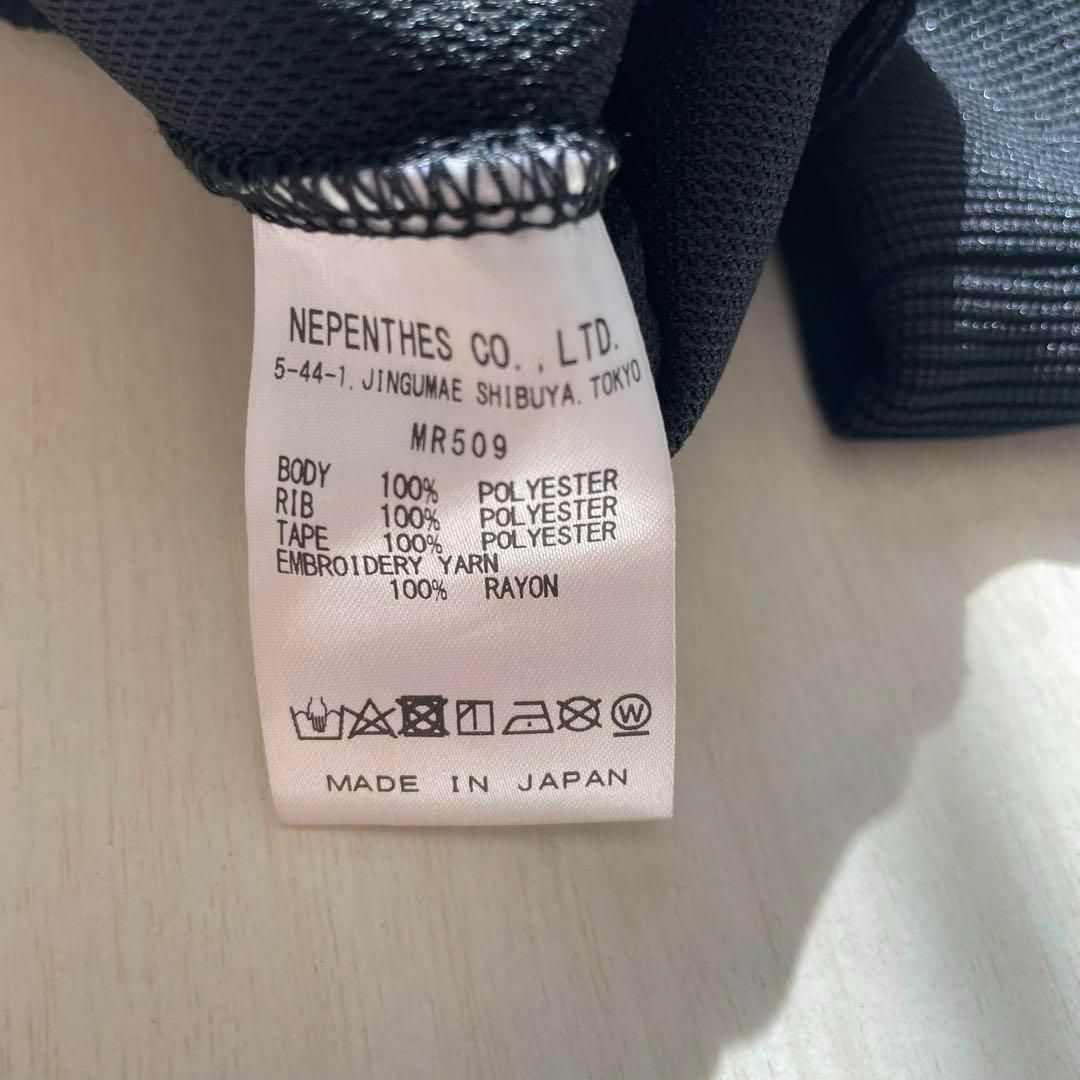 NEPENTHES CO., LTD.
5-44-1, JINGUMAE SHIBUYA. TOKYO
MR509
BODY 100% POLYESTER
RIB 100% POLYESTER
TAPE 100% POLYESTER
EMBROIDERY YARN
100% RAYON
W
MADE IN JAPAN